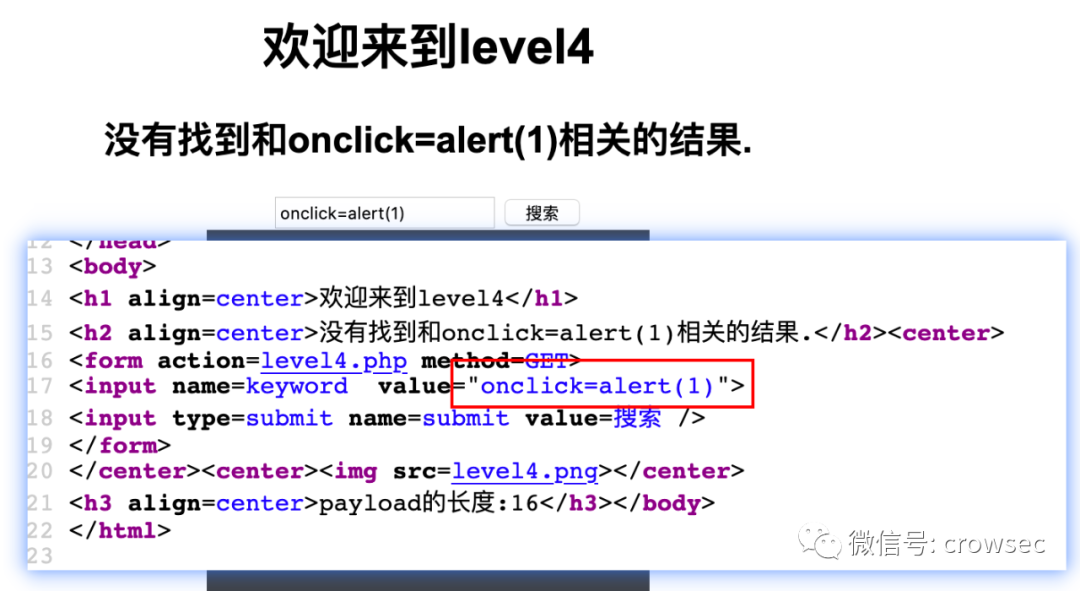 欢迎来到level4
没有找到和onclick=alert(1)相关的结果.
onclick=alert(1) 搜索
12 </head>
13 <body>
14 <h1 align=center>欢迎来到level4</h1>
15 <h2 align=center>没有找到和onclick=alert(1)相关的结果.</h2><center>
16 <form action=level4.php method=GET>
17 <input name=keyword  value="onclick=alert(1)">
18 <input type=submit name=submit value=搜索 />
19 </form>
20 </center><center><img src=level4.png></center>
21 <h3 align=center>payload的长度:16</h3></body>
22 </html>
23
微信号: crowsec